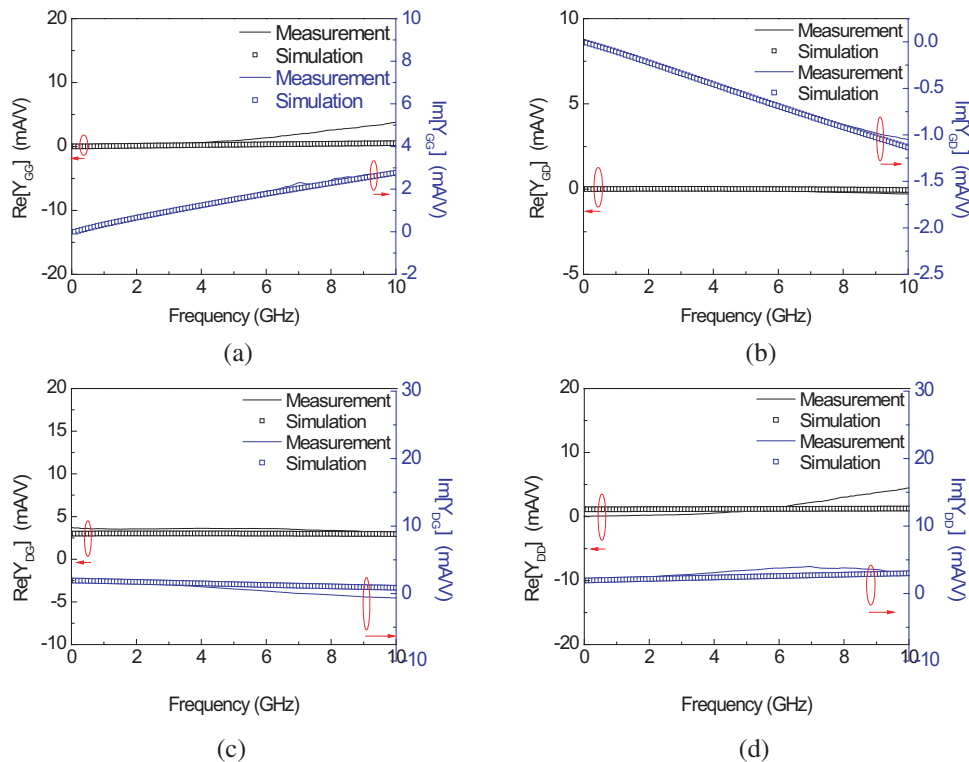 20
10
Measurement
Simulation
Measurement
Simulation
10
8
6
4
2
0
-2
0
-10
-20
Re[Y_GG] (mA/V)
Im[Y_GG] (mA/V)
0 2 4 6 8 10
Frequency (GHz)
(a)
10
5
0
-5
Measurement
Simulation
Measurement
Simulation
0.0
-0.5
-1.0
-1.5
-2.0
-2.5
Re[Y_GD] (mA/V)
Im[Y_GD] (mA/V)
0 2 4 6 8 10
Frequency (GHz)
(b)
20
15
10
5
0
-5
-10
Measurement
Simulation
Measurement
Simulation
30
20
10
0
-10
Re[Y_DG] (mA/V)
Im[Y_DG] (mA/V)
0 2 4 6 8 10
Frequency (GHz)
(c)
20
10
0
-10
-20
Measurement
Simulation
Measurement
Simulation
30
20
10
0
-10
Re[Y_DD] (mA/V)
Im[Y_DD] (mA/V)
0 2 4 6 8 10
Frequency (GHz)
(d)